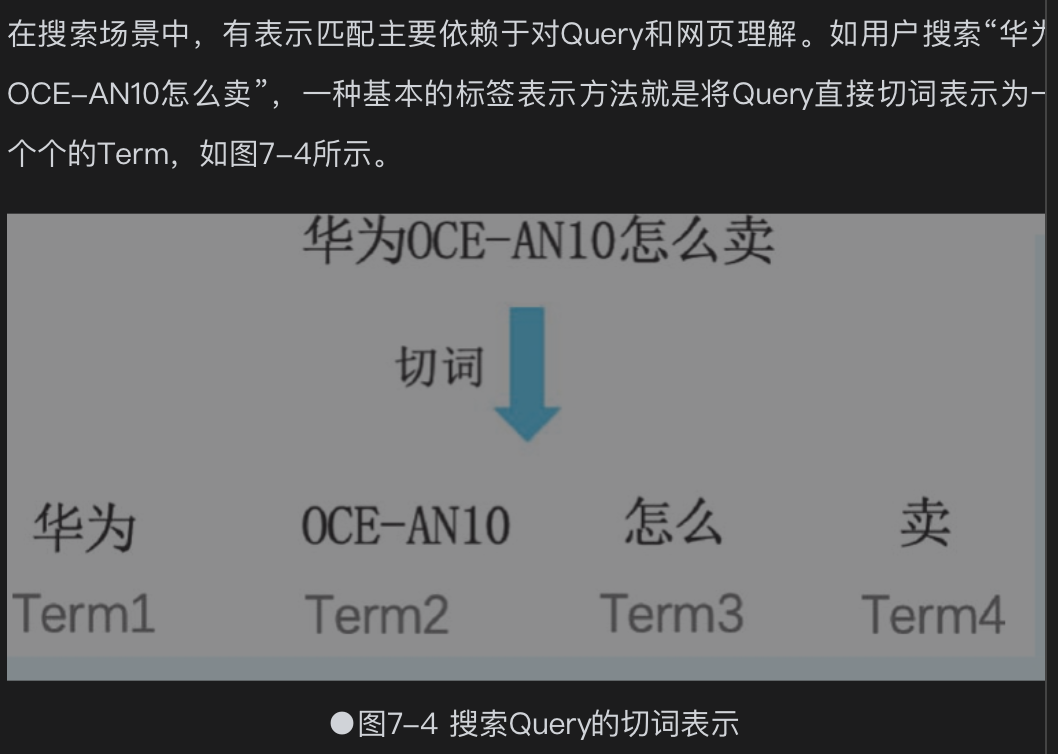 在搜索场景中，有表示匹配主要依赖于对Query和网页理解。如用户搜索“华为
OCE-AN10怎么卖”，一种基本的标签表示方法就是将Query直接切词表示为一
个个的Term，如图7-4所示。
华为OCE-AN10怎么卖
切词
华为 OCE-AN10 怎么 卖
Term1 Term2 Term3 Term4
●图7-4 搜索Query的切词表示